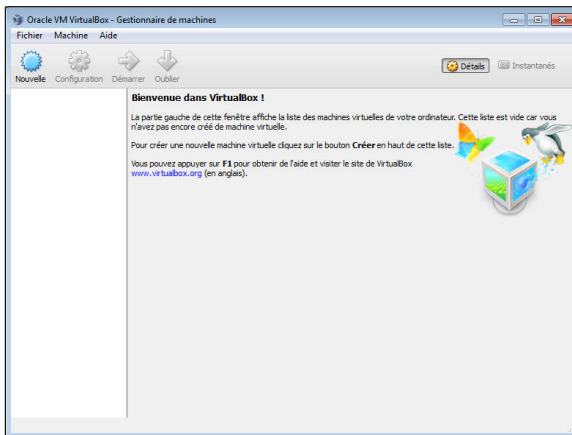 Oracle VM VirtualBox - Gestionnaire de machines
Fichier Machine Aide
Nouvelle Configuration Démarrer Oublier Détails Instantanés
Bienvenue dans VirtualBox !
La partie gauche de cette fenêtre affiche la liste des machines virtuelles de votre ordinateur. Cette liste est vide car vous
n'avez pas encore créé de machine virtuelle.
Pour créer une nouvelle machine virtuelle cliquez sur le bouton Créer en haut de cette liste.
Vous pouvez appuyer sur F1 pour obtenir de l'aide et visiter le site de VirtualBox
www.virtualbox.org (en anglais).